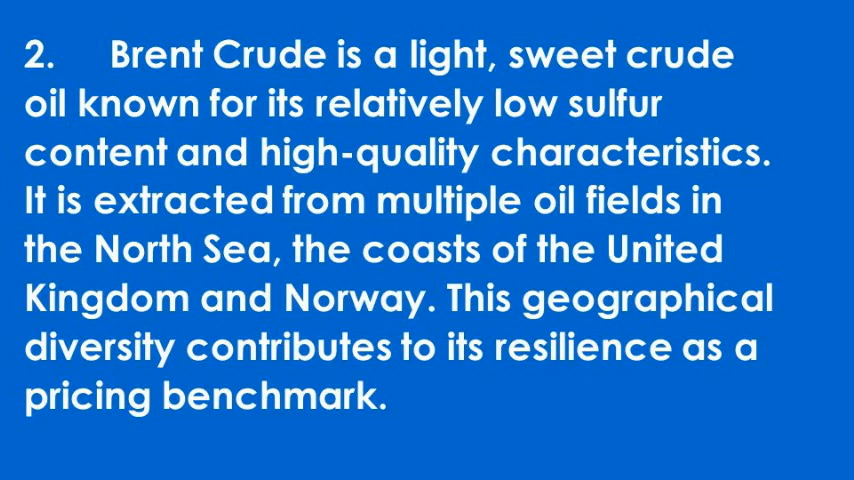 2. Brent Crude is a light, sweet crude
oil known for its relatively low sulfur
content and high-quality characteristics.
It is extracted from multiple oil fields in
the North Sea, the coasts of the United
Kingdom and Norway. This geographical
diversity contributes to its resilience as a
pricing benchmark.